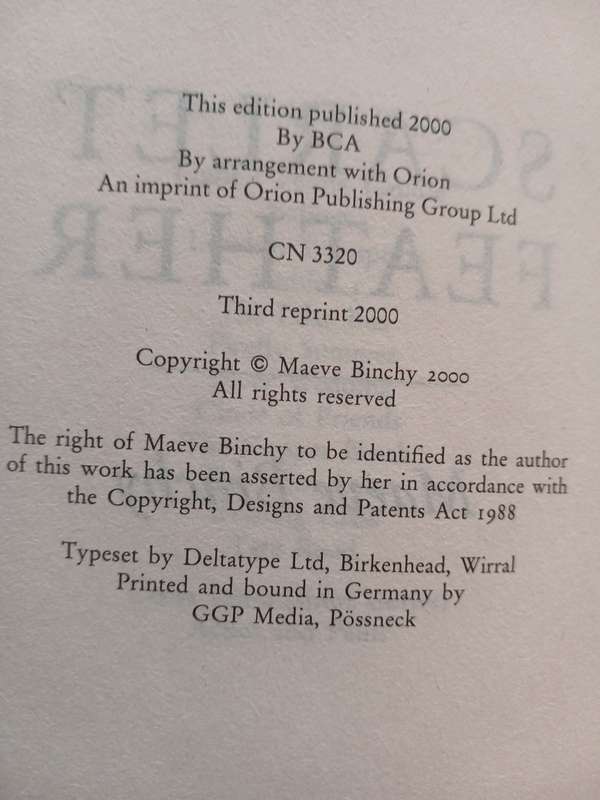 This edition published 2000
By BCA
By arrangement with Orion
An imprint of Orion Publishing Group Ltd
CN 3320
Third reprint 2000
Copyright © Maeve Binchy 2000
All rights reserved
The right of Maeve Binchy to be identified as the author
of this work has been asserted by her in accordance with
the Copyright, Designs and Patents Act 1988
Typeset by Deltatype Ltd, Birkenhead, Wirral
Printed and bound in Germany by
GGP Media, Pössneck
SCARLET
FEATHER